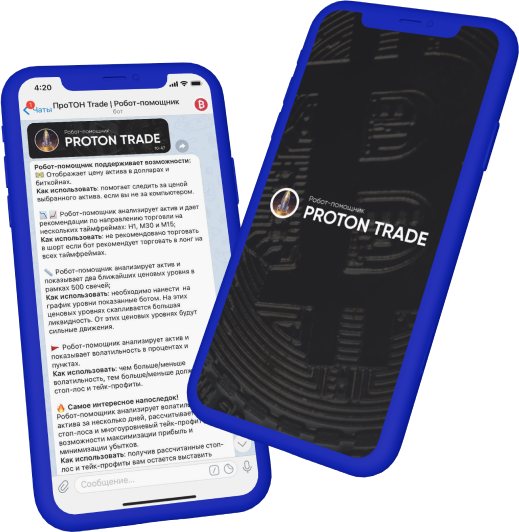 4:20
1
Чаты
ПроТОН Trade | Робот-помощник
бот
B
Робот-помощник
PROTON TRADE
10:47
Робот-помощник поддерживает возможности:
Отображает цену актива в долларах и
биткойнах.
Как использовать: помогает следить за ценой
выбранного актива, если вы не за компьютером.
Робот-помощник анализирует актив и дает
рекомендации по направлению торговли на
нескольких таймфреймах: H1, M30 и M15;
Как использовать: не рекомендовано торговать
в шорт если бот рекомендует торговать в лонг на
всех таймфреймах.
Робот-помощник анализирует актив и
показывает два ближайших ценовых уровня в
рамках 500 свечей;
Как использовать: необходимо нанести на
график уровни показанные ботом. На этих
ценовых уровнях скапливается большая
ликвидность. От этих ценовых уровней будут
сильные движения.
Робот-помощник анализирует актив и
показывает волатильность в процентах и
пунктах.
Как использовать: чем больше/меньше
волатильность, тем больше/меньше долж
стоп-лос и тейк-профиты.
Самое интересное напоследок!
Робот-помощник анализирует волатиль
актива за несколько дней, рассчитывает
стоп-лоса и многоуровневый тейк-проф
возможности максимизации прибыль и
минимизации убытков.
Как использовать: получив рассчитанные стоп-
лос и тейк-профиты вам остается выставить
Сообщение...
Робот-помощник
PROTON TRADE